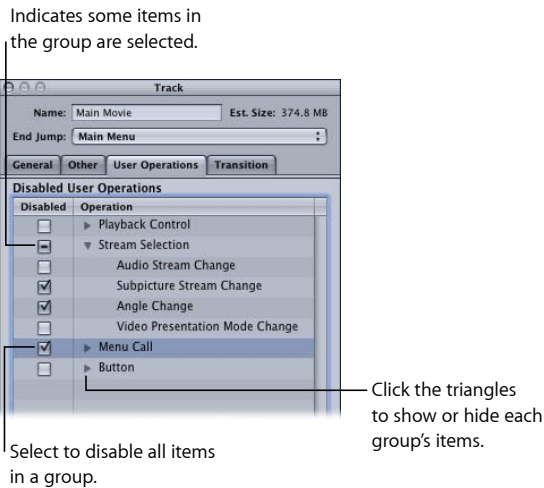 Indicates some items in
the group are selected.
Track
Name: Main Movie Est. Size: 374.8 MB
End Jump: Main Menu
General Other User Operations Transition
Disabled User Operations
Disabled Operation
Playback Control
Stream Selection
Audio Stream Change
Subpicture Stream Change
Angle Change
Video Presentation Mode Change
Menu Call
Button
Click the triangles
to show or hide each
group's items.
Select to disable all items
in a group.